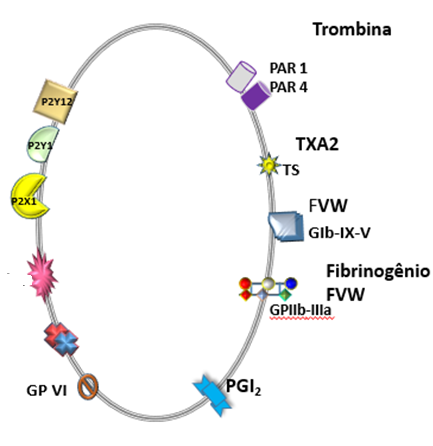 Trombina
PAR 1
PAR 4
P2Y12
P2Y1
TXA2
TS
P2X1
FVW
GIb-IX-V
Fibrinogênio
FVW
GPIIb-IIIa
GP VI
PGI₂